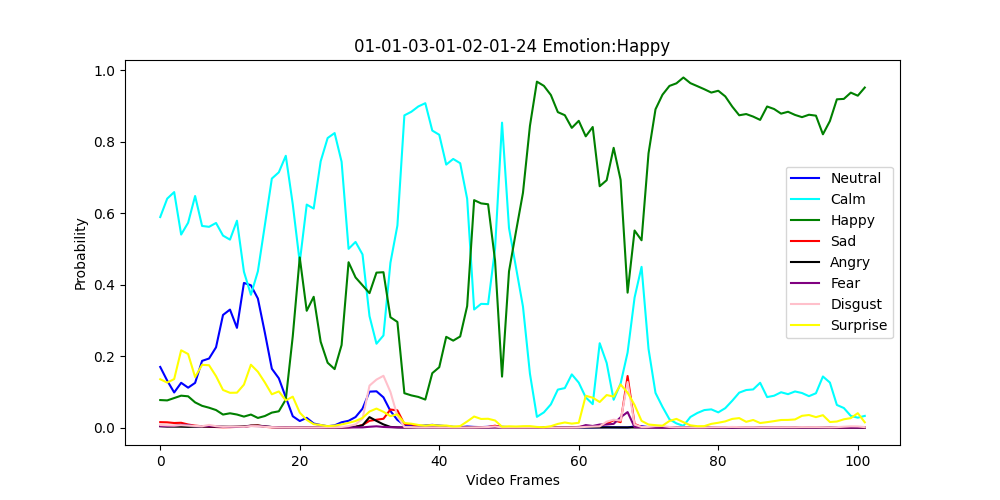 01-01-03-01-02-01-24 Emotion:Happy
1.0
0.8
0.6
0.4
0.2
0.0
Probability
Neutral
Calm
Happy
Sad
Angry
Fear
Disgust
Surprise
0 20 40 60 80 100
Video Frames